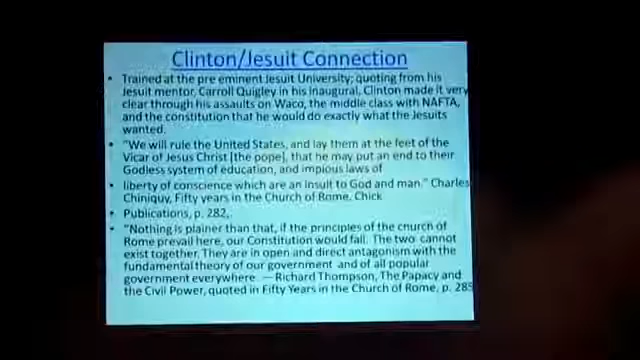 Clinton/Jesuit Connection
• Trained at the pre eminent Jesuit University; quoting from his
Jesuit mentor, Carroll Quigley in his inaugural, Clinton made it very
clear through his assaults on Waco, the middle class with NAFTA,
and the constitution that he would do exactly what the Jesuits
wanted.
• "We will rule the United States, and lay them at the feet of the
Vicar of Jesus Christ [the pope], that he may put an end to their
Godless system of education, and impious laws of
• liberty of conscience which are an insult to God and man." Charles
Chiniquy, Fifty years in the Church of Rome. Chick
• Publications, p. 282,
• "Nothing is plainer than that, if the principles of the church of
Rome prevail here, our Constitution would fall. The two cannot
exist together. They are in open and direct antagonism with the
fundamental theory of our government and of all popular
government everywhere. — Richard Thompson, The Papacy and
the Civil Power, quoted in Fifty Years in the Church of Rome, p. 285